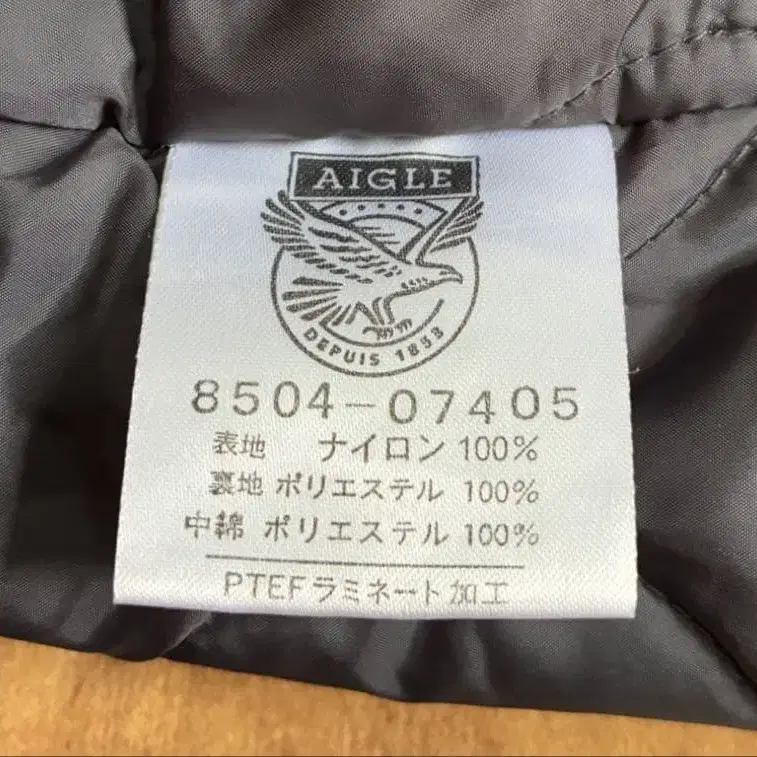 AIGLE
DEPUIS 1853
8504-07405
表地 ナイロン 100%
裏地 ポリエステル 100%
中綿 ポリエステル 100%
PTEFラミネート加工